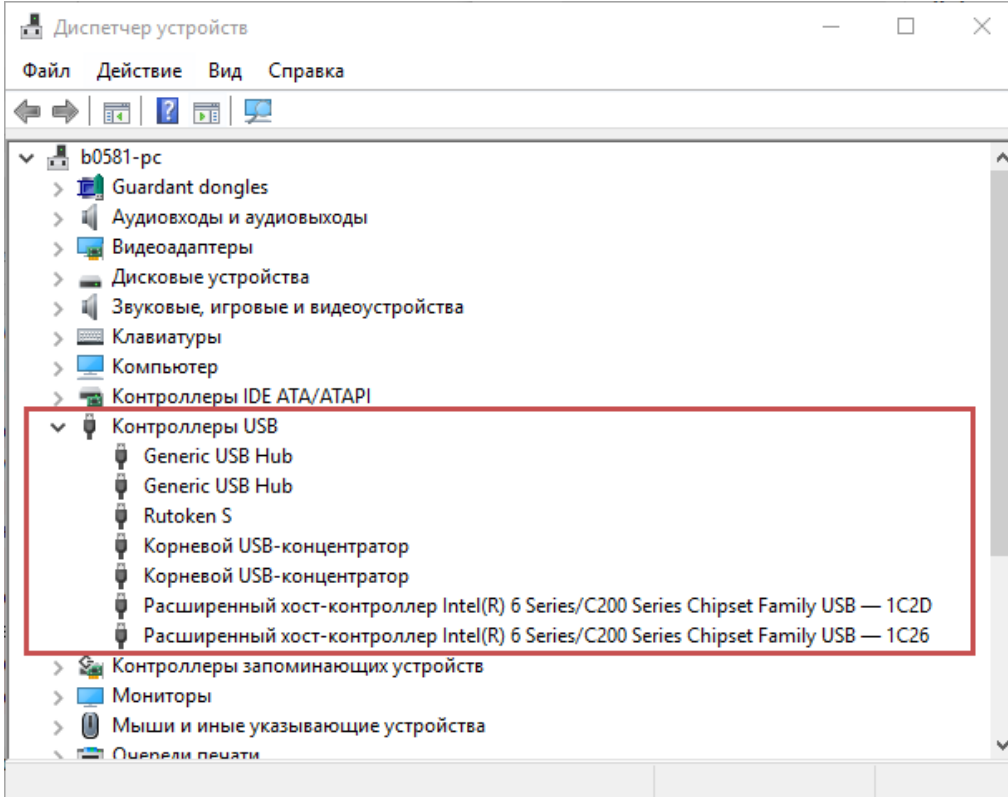 Диспетчер устройств
Файл Действие Вид Справка
b0581-pc
Guardant dongles
Аудиовходы и аудиовыходы
Видеоадаптеры
Дисковые устройства
Звуковые, игровые и видеоустройства
Клавиатуры
Компьютер
Контроллеры IDE ATA/ATAPI
Контроллеры USB
Generic USB Hub
Generic USB Hub
Rutoken S
Корневой USB-концентратор
Корневой USB-концентратор
Расширенный хост-контроллер Intel(R) 6 Series/C200 Series Chipset Family USB — 1C2D
Расширенный хост-контроллер Intel(R) 6 Series/C200 Series Chipset Family USB — 1C26
Контроллеры запоминающих устройств
Мониторы
Мыши и иные указывающие устройства
Очереди печати